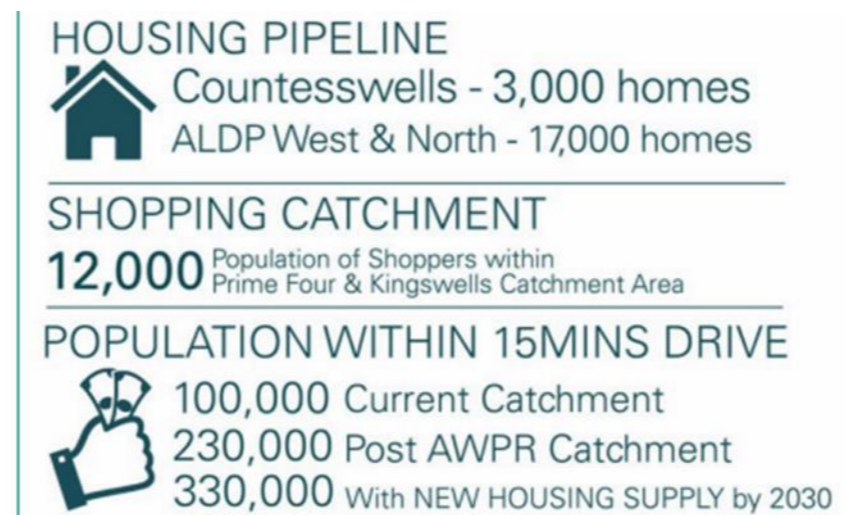 HOUSING PIPELINE
Countesswells - 3,000 homes
ALDP West & North - 17,000 homes
SHOPPING CATCHMENT
12,000 Population of Shoppers within
Prime Four & Kingswells Catchment Area
POPULATION WITHIN 15MINS DRIVE
100,000 Current Catchment
230,000 Post AWPR Catchment
330,000 With NEW HOUSING SUPPLY by 2030